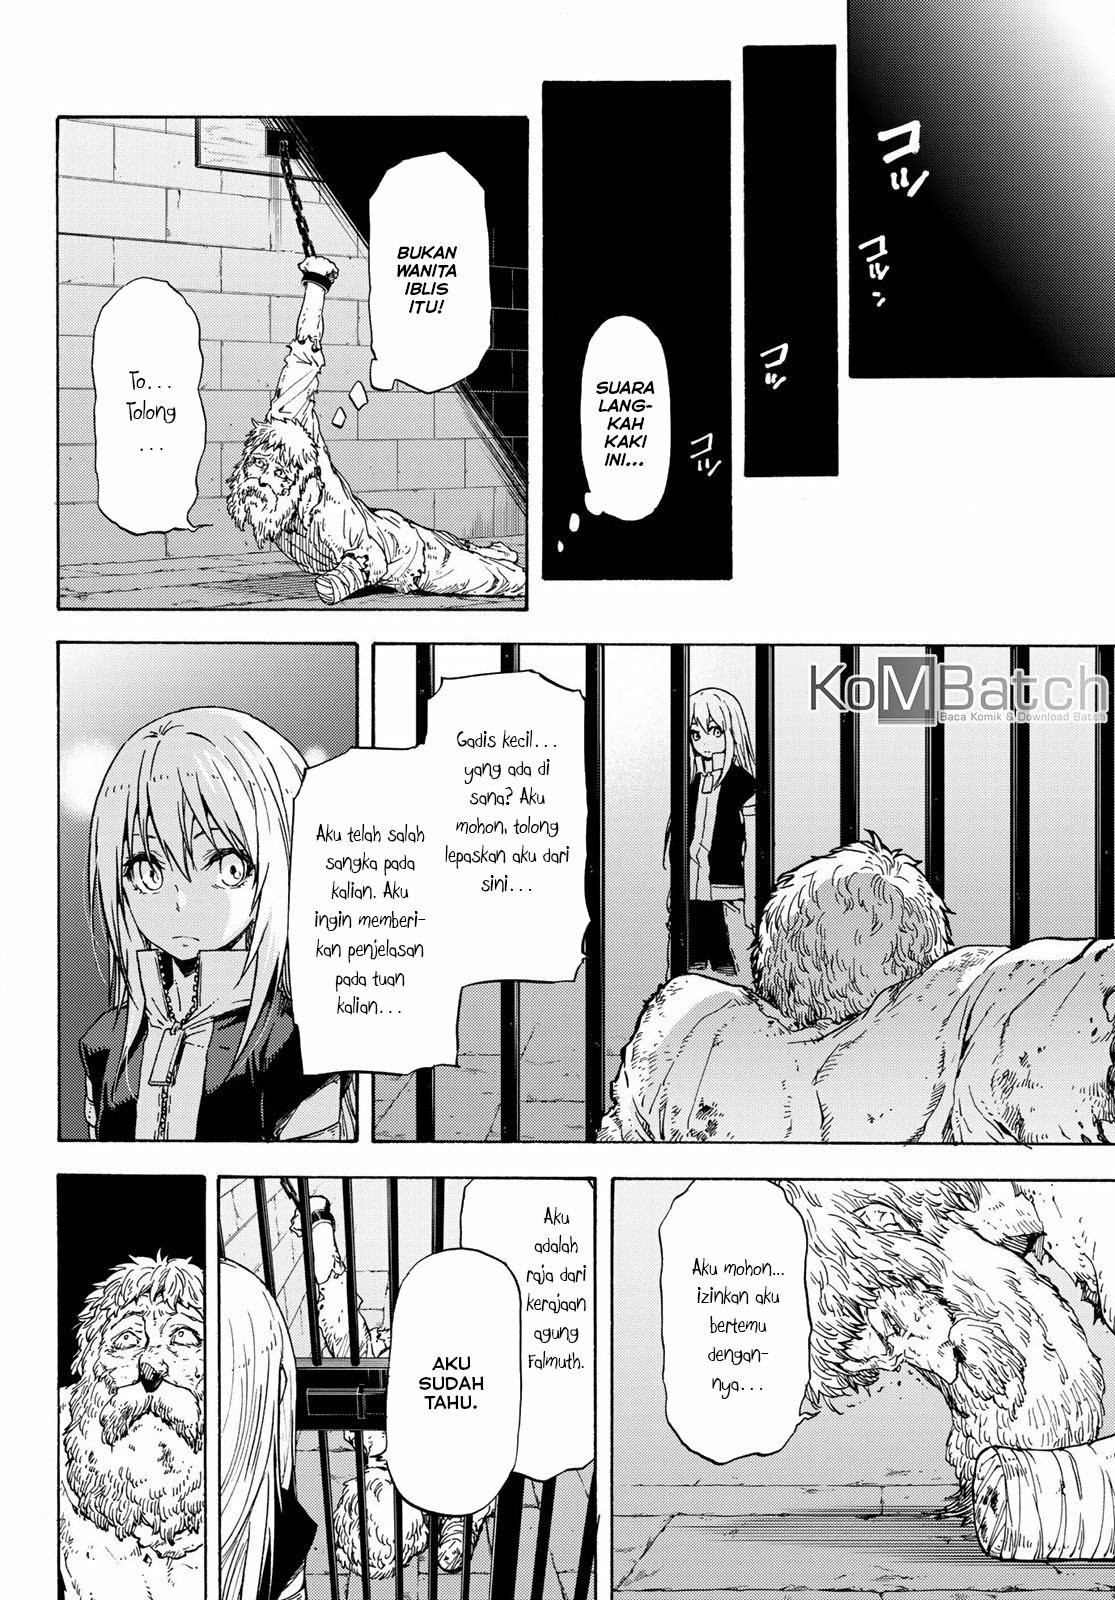 コッ
コッ
コッ
コッ
SUARA
LANG-
KAH
KAKI
INI...
BUKAN
WANITA
IBLIS
ITU!
To...
Tolong
...
KoMBatch
Baca Komik & Download Batch
Gadis kecil...
yang ada di
sana? Aku
mohon, tolong
lepaskan aku dari
sini...
Aku telah salah
sangka pada
kalian. Aku
ingin memberi-
kan penjelasan
pada tuan
kalian...
Aku mohon...
izinkan aku
bertemu
dengan-
nya...
Aku
adalah
raja dari
kerajaan
agung
Falmuth.
AKU
SUDAH
TAHU.